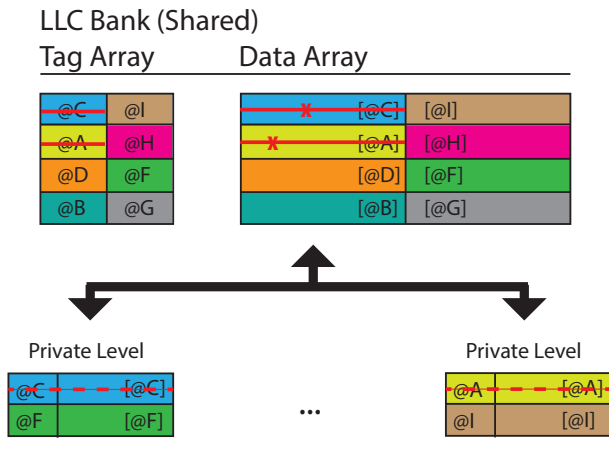 LLC Bank (Shared)
Tag Array Data Array
@C @I x [@C] [@I]
@A @H x [@A] [@H]
@D @F [@D] [@F]
@B @G [@B] [@G]
Private Level Private Level
@C [@C] @A [@A]
@F [@F] ... @I [@I]